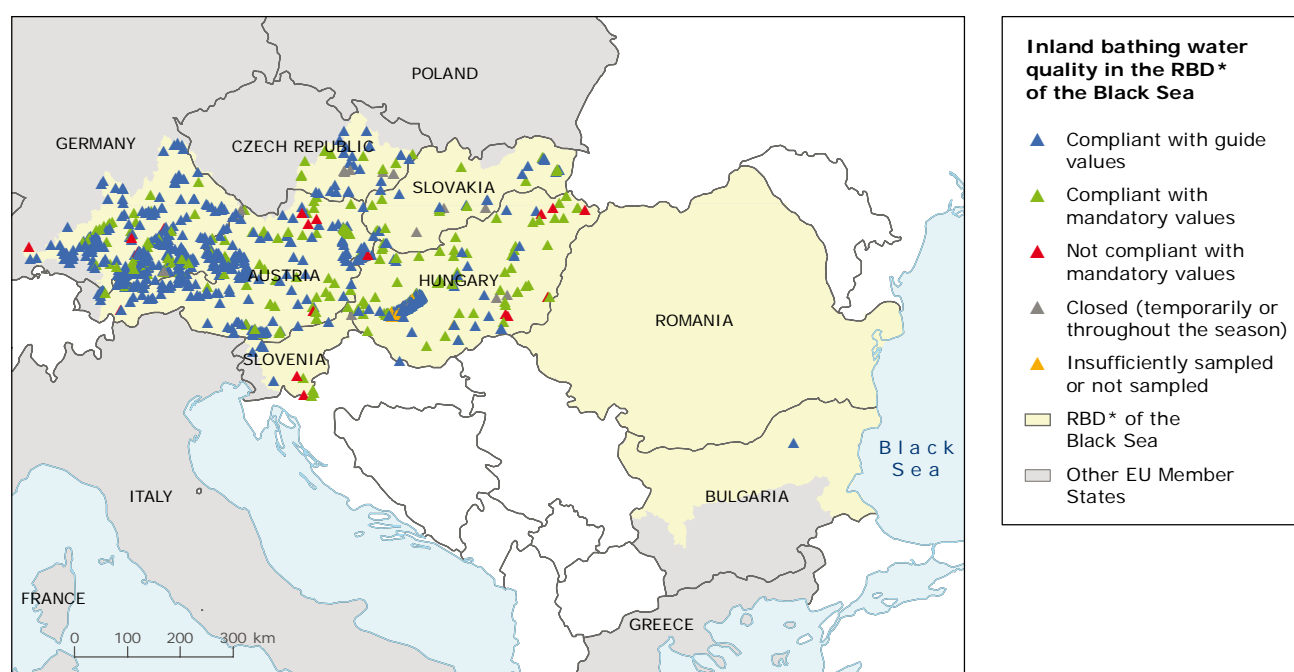 POLAND
GERMANY
CZECH REPUBLIC
SLOVAKIA
AUSTRIA
HUNGARY
ROMANIA
SLOVENIA
Black
Sea
ITALY
BULGARIA
FRANCE
GREECE
0 100 200 300 km
Inland bathing water
quality in the RBD*
of the Black Sea
Compliant with guide
values
Compliant with
mandatory values
Not compliant with
mandatory values
Closed (temporarily or
throughout the season)
Insufficiently sampled
or not sampled
RBD* of the
Black Sea
Other EU Member
States